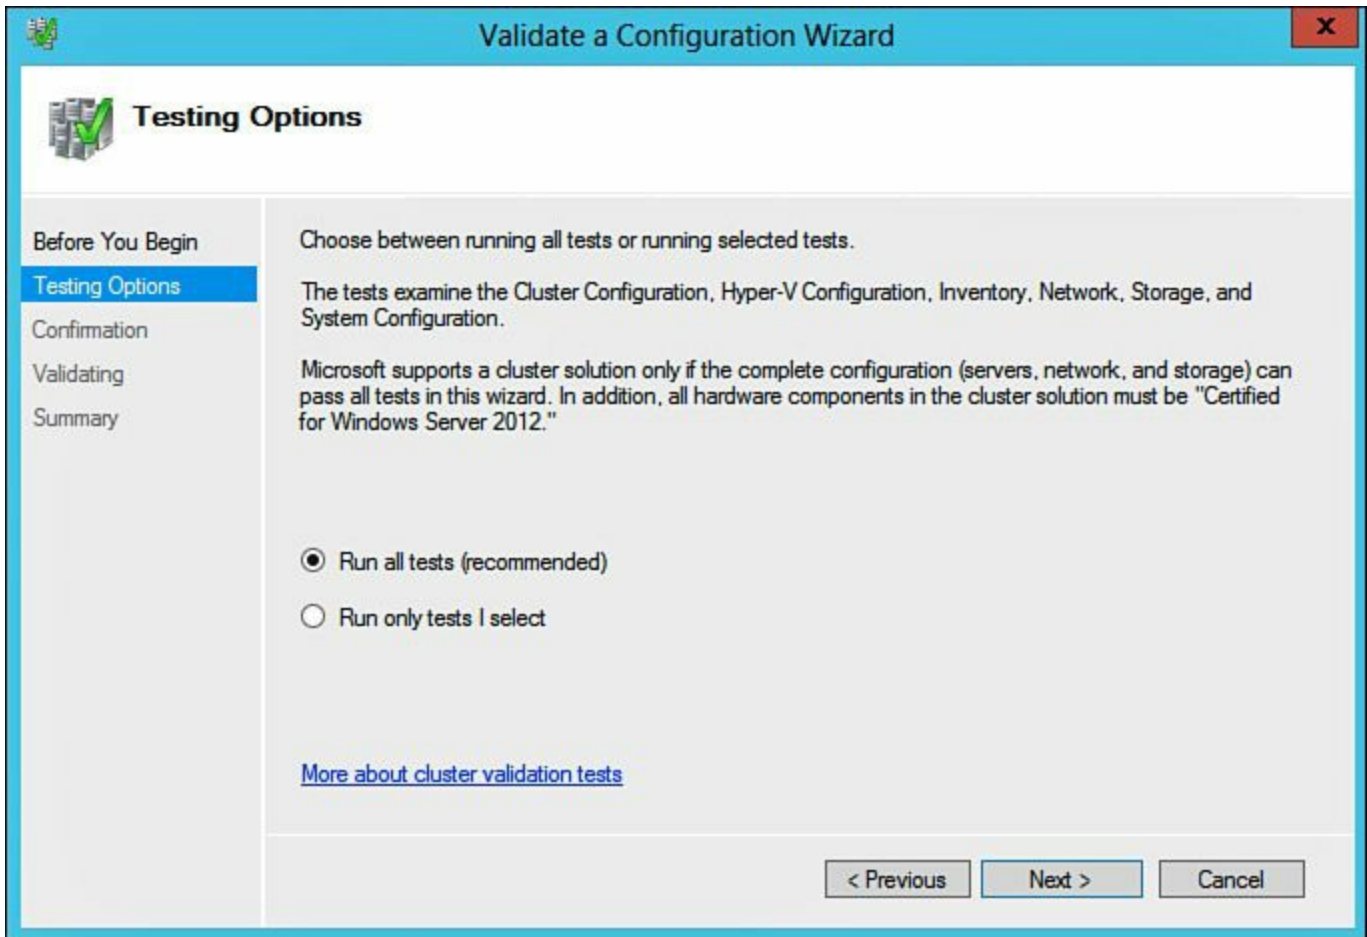 Validate a Configuration Wizard
X
Testing Options
Before You Begin
Testing Options
Confirmation
Validating
Summary
Choose between running all tests or running selected tests.
The tests examine the Cluster Configuration, Hyper-V Configuration, Inventory, Network, Storage, and
System Configuration.
Microsoft supports a cluster solution only if the complete configuration (servers, network, and storage) can
pass all tests in this wizard. In addition, all hardware components in the cluster solution must be "Certified
for Windows Server 2012."
Run all tests (recommended)
Run only tests I select
More about cluster validation tests
< Previous
Next >
Cancel